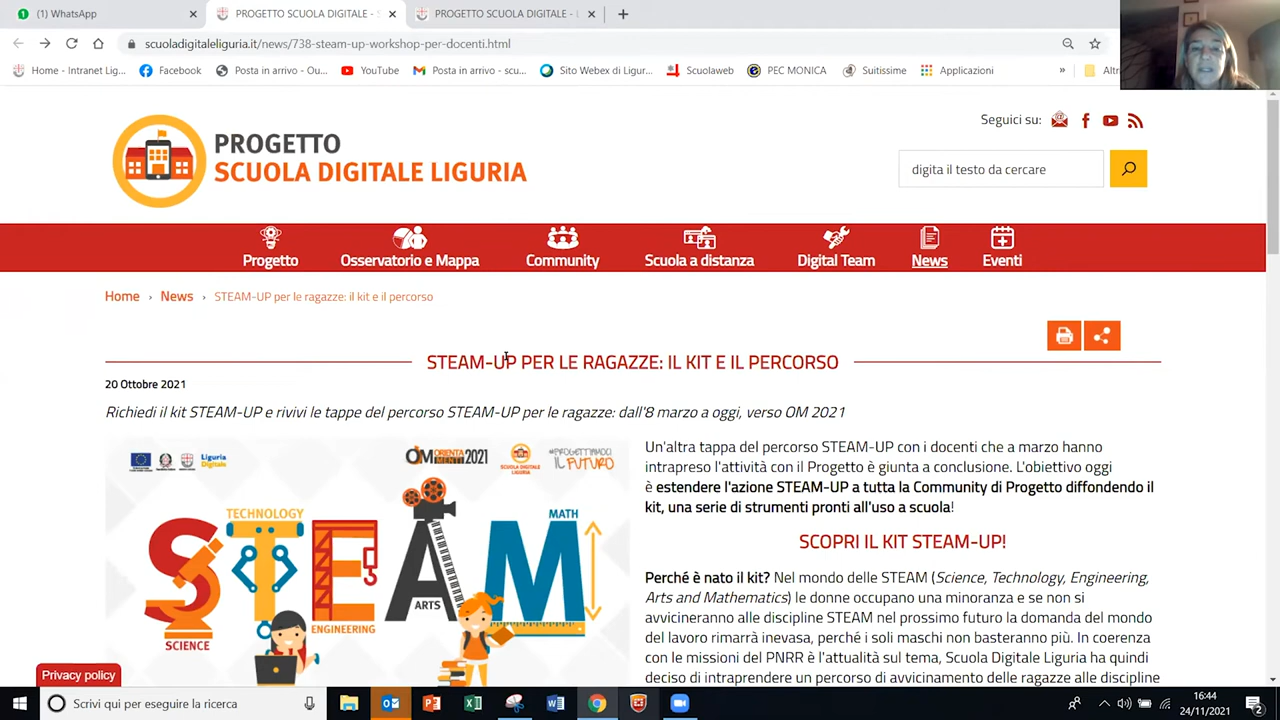 WhatsApp
PROGETTO SCUOLA DIGITALE - S
PROGETTO SCUOLA DIGITALE - L
scuoladigitaleliguria.it/news/738-steam-up-workshop-per-docenti.html
Home - Intranet Lig...
Facebook
Posta in arrivo - Ou...
YouTube
Posta in arrivo - scu...
Sito Webex di Ligur...
Scuolaweb
PEC MONICA
Suitissime
Applicazioni
»
Altri
PROGETTO
SCUOLA DIGITALE LIGURIA
Seguici su:
digita il testo da cercare
Progetto
Osservatorio e Mappa
Community
Scuola a distanza
Digital Team
News
Eventi
Home › News › STEAM-UP per le ragazze: il kit e il percorso
STEAM-UP PER LE RAGAZZE: IL KIT E IL PERCORSO
20 Ottobre 2021
Richiedi il kit STEAM-UP e rivivi le tappe del percorso STEAM-UP per le ragazze: dall'8 marzo a oggi, verso OM 2021
Liguria
Digitale
OM ORIENTA
MENTI 2021
SCUOLA DIGITALE
LIGURIA
#PROGETTIAMOCI
IL FUTURO
STEAM
TECHNOLOGY
MATH
ARTS
ENGINEERING
SCIENCE
Un'altra tappa del percorso STEAM-UP con i docenti che a marzo hanno
intrapreso l'attività con il Progetto è giunta a conclusione. L'obiettivo oggi
è estendere l'azione STEAM-UP a tutta la Community di Progetto diffondendo il
kit, una serie di strumenti pronti all'uso a scuola!
SCOPRI IL KIT STEAM-UP!
Perché è nato il kit? Nel mondo delle STEAM (Science, Technology, Engineering,
Arts and Mathematics) le donne occupano una minoranza e se non si
avvicineranno alle discipline STEAM nel prossimo futuro la domanda del mondo
del lavoro rimarrà inevasa, perché i soli maschi non basteranno più. In coerenza
con le missioni del PNRR è l'attualità sul tema, Scuola Digitale Liguria ha quindi
deciso di intraprendere un percorso di avvicinamento delle ragazze alle discipline
Privacy policy
Scrivi qui per eseguire la ricerca
16:44
24/11/2021
2